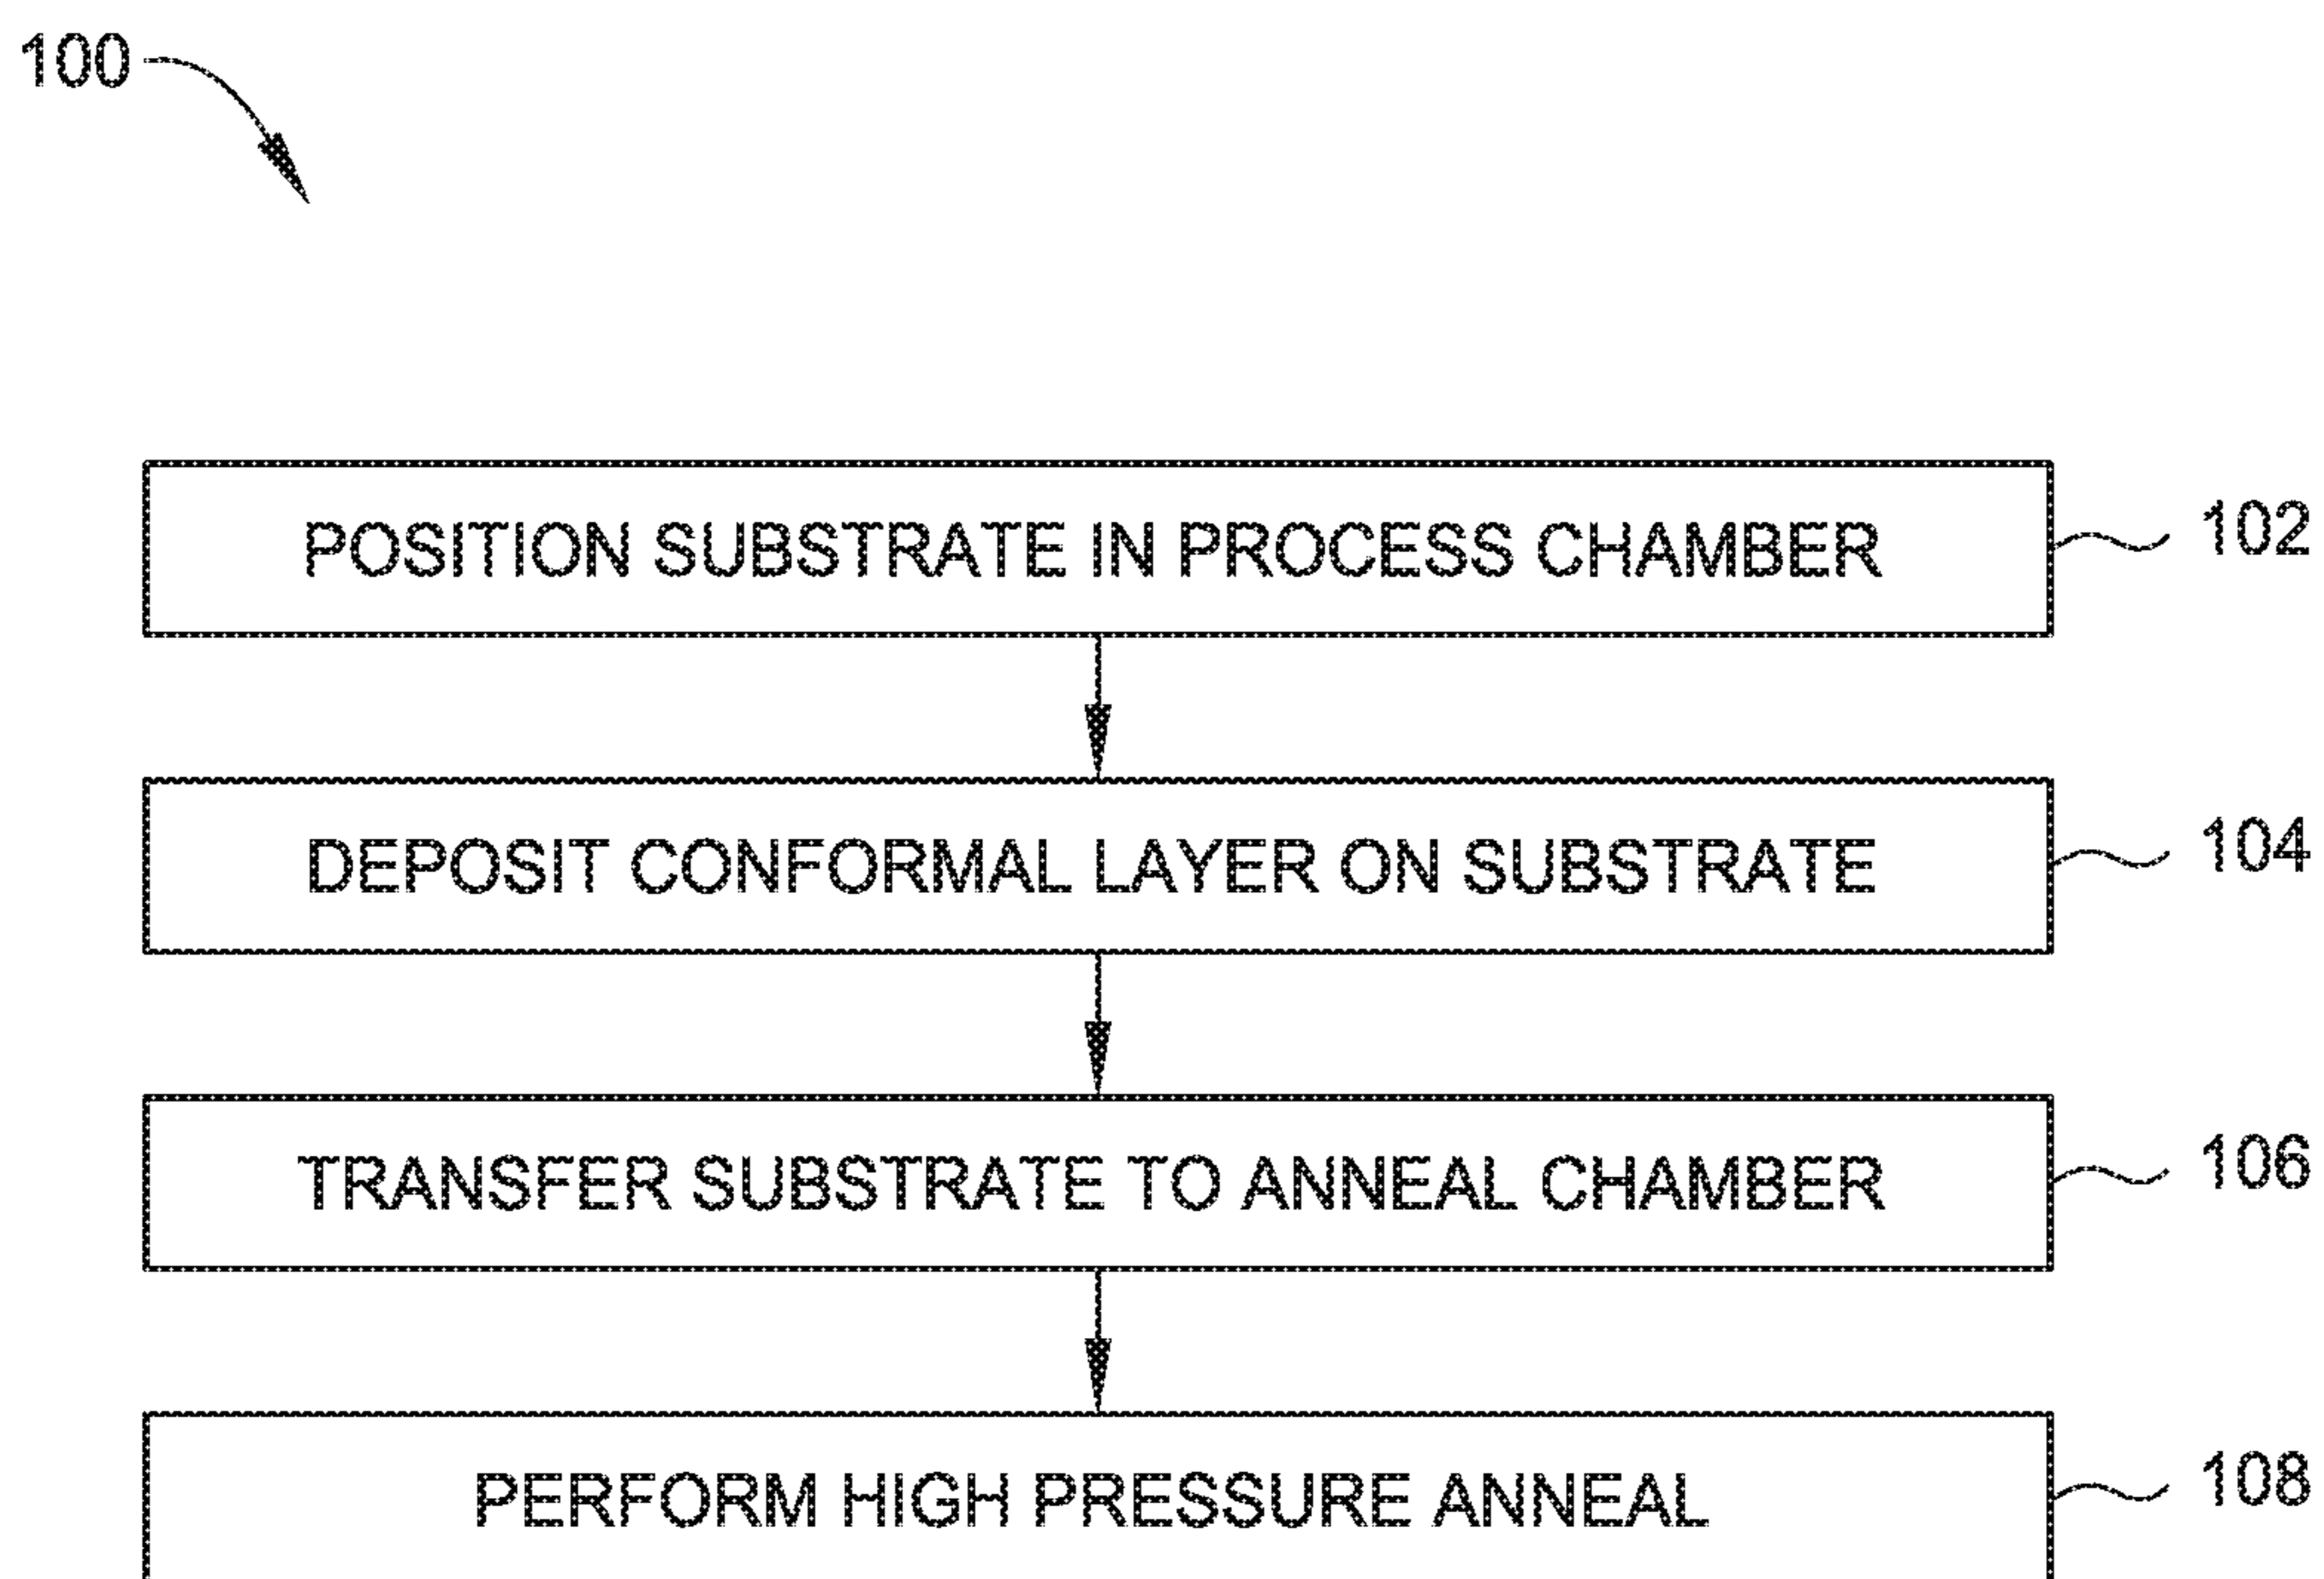 100
POSITION SUBSTRATE IN PROCESS CHAMBER 102
DEPOSIT CONFORMAL LAYER ON SUBSTRATE 104
TRANSFER SUBSTRATE TO ANNEAL CHAMBER 106
PERFORM HIGH PRESSURE ANNEAL 108